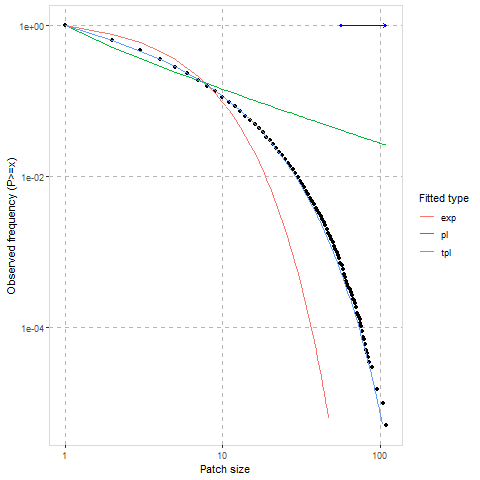 1e+00
1e-02
1e-04
Observed frequency (P>=x)
1
10
100
Patch size
Fitted type
exp
pl
tpl